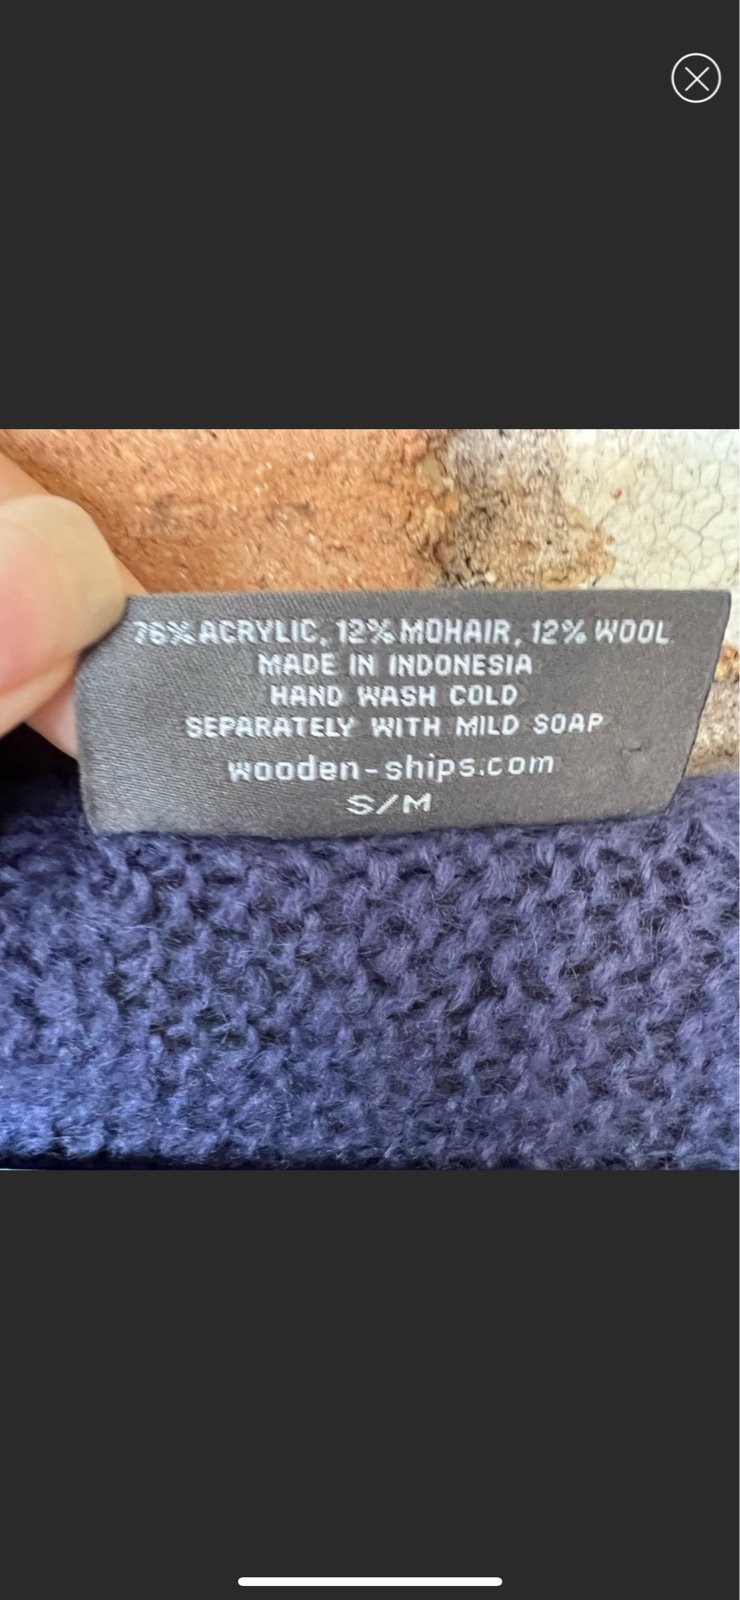 76% ACRYLIC, 12% MOHAIR, 12% WOOL
MADE IN INDONESIA
HAND WASH COLD
SEPARATELY WITH MILD SOAP
wooden-ships.com
S/M